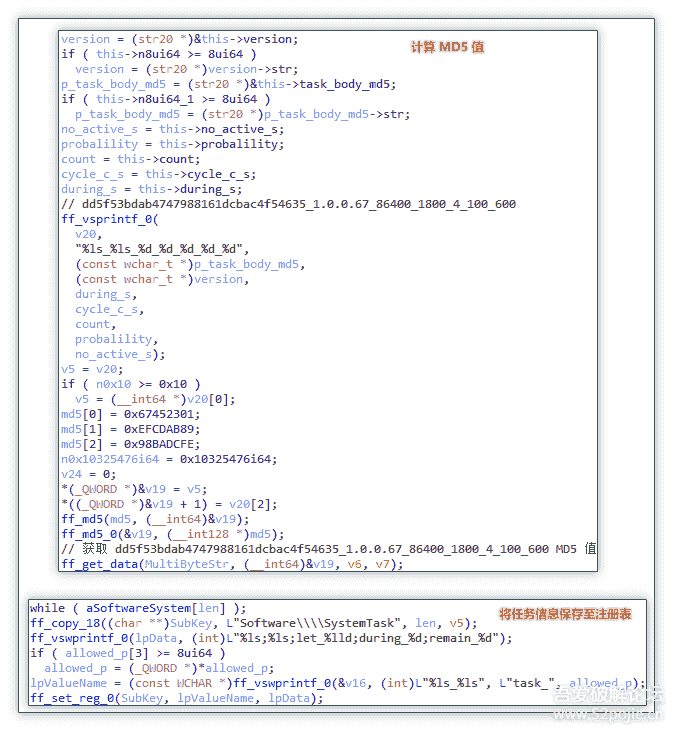 计算 MD5 值
version = (str20 *)&this->version;
if ( this->n8ui64 >= 8ui64 )
  version = (str20 *)version->str;
p_task_body_md5 = (str20 *)&this->task_body_md5;
if ( this->n8ui64_1 >= 8ui64 )
  p_task_body_md5 = (str20 *)p_task_body_md5->str;
no_active_s = this->no_active_s;
probalility = this->probalility;
count = this->count;
cycle_c_s = this->cycle_c_s;
during_s = this->during_s;
// dd5f53bdab4747988161dcbac4f54635_1.0.0.67_86400_1800_4_100_600
ff_vsprintf_0(
  v20,
  "%ls_%ls_%d_%d_%d_%d_%d",
  (const wchar_t *)p_task_body_md5,
  (const wchar_t *)version,
  during_s,
  cycle_c_s,
  count,
  probalility,
  no_active_s);
v5 = v20;
if ( n0x10 >= 0x10 )
  v5 = (__int64 *)v20[0];
md5[0] = 0x67452301;
md5[1] = 0xEFCDAB89;
md5[2] = 0x98BADCFE;
n0x10325476i64 = 0x10325476i64;
v24 = 0;
*(_QWORD *)&v19 = v5;
*((_QWORD *)&v19 + 1) = v20[2];
ff_md5(md5, (__int64)&v19);
ff_md5_0(&v19, (__int128 *)md5);
// 获取 dd5f53bdab4747988161dcbac4f54635_1.0.0.67_86400_1800_4_100_600 MD5 值
ff_get_data(MultiByteStr, (__int64)&v19, v6, v7);
将任务信息保存至注册表
while ( aSoftwareSystem[len] );
ff_copy_18((char **)SubKey, L"Software\\\\SystemTask", len, v5);
ff_vswprintf_0(lpData, (int)L"%ls;%ls;let_%lld;during_%d;remain_%d");
if ( allowed_p[3] >= 8ui64 )
  allowed_p = (_QWORD *)*allowed_p;
lpValueName = (const WCHAR *)ff_vswprintf_0(&v16, (int)L"%ls_%ls", L"task_", allowed_p);
ff_set_reg_0(SubKey, lpValueName, lpData);
吾爱破解论坛
www.52pojie.cn